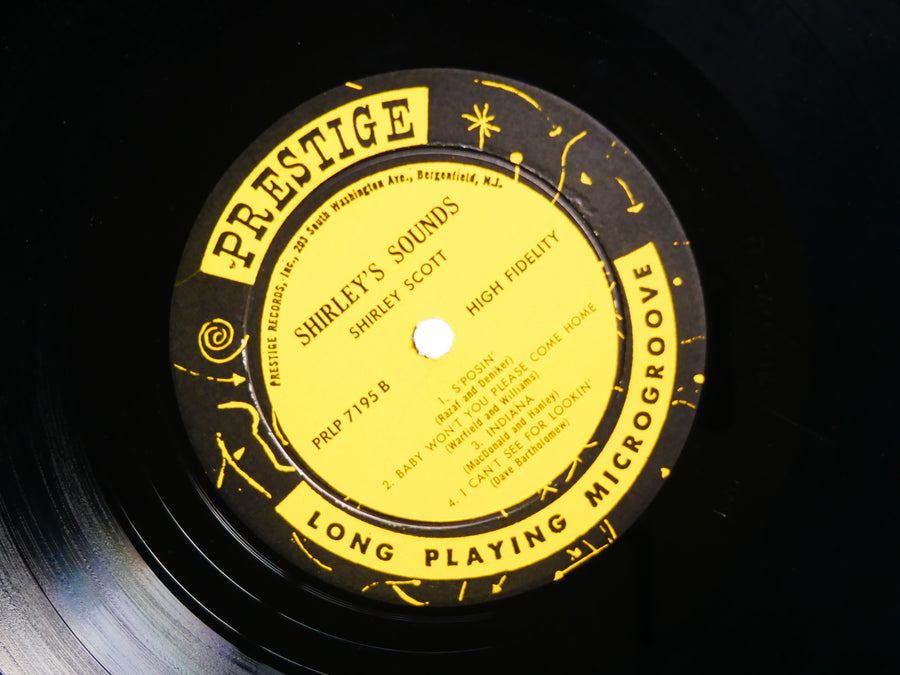 PRESTIGE
PRESTIGE RECORDS, Inc., 203 South Washington Ave., Bergenfield, N.J.
SHIRLEY'S SOUNDS
SHIRLEY SCOTT
HIGH FIDELITY
PRLP 7195 B
1. S'POSIN'
(Razaf and Deniker)
2. BABY WON'T YOU PLEASE COME HOME
(Warfield and Williams)
3. INDIANA
(MacDonald and Hanley)
4. I CAN'T SEE FOR LOOKIN'
(Dave Bartholomew)
LONG PLAYING MICROGROOVE